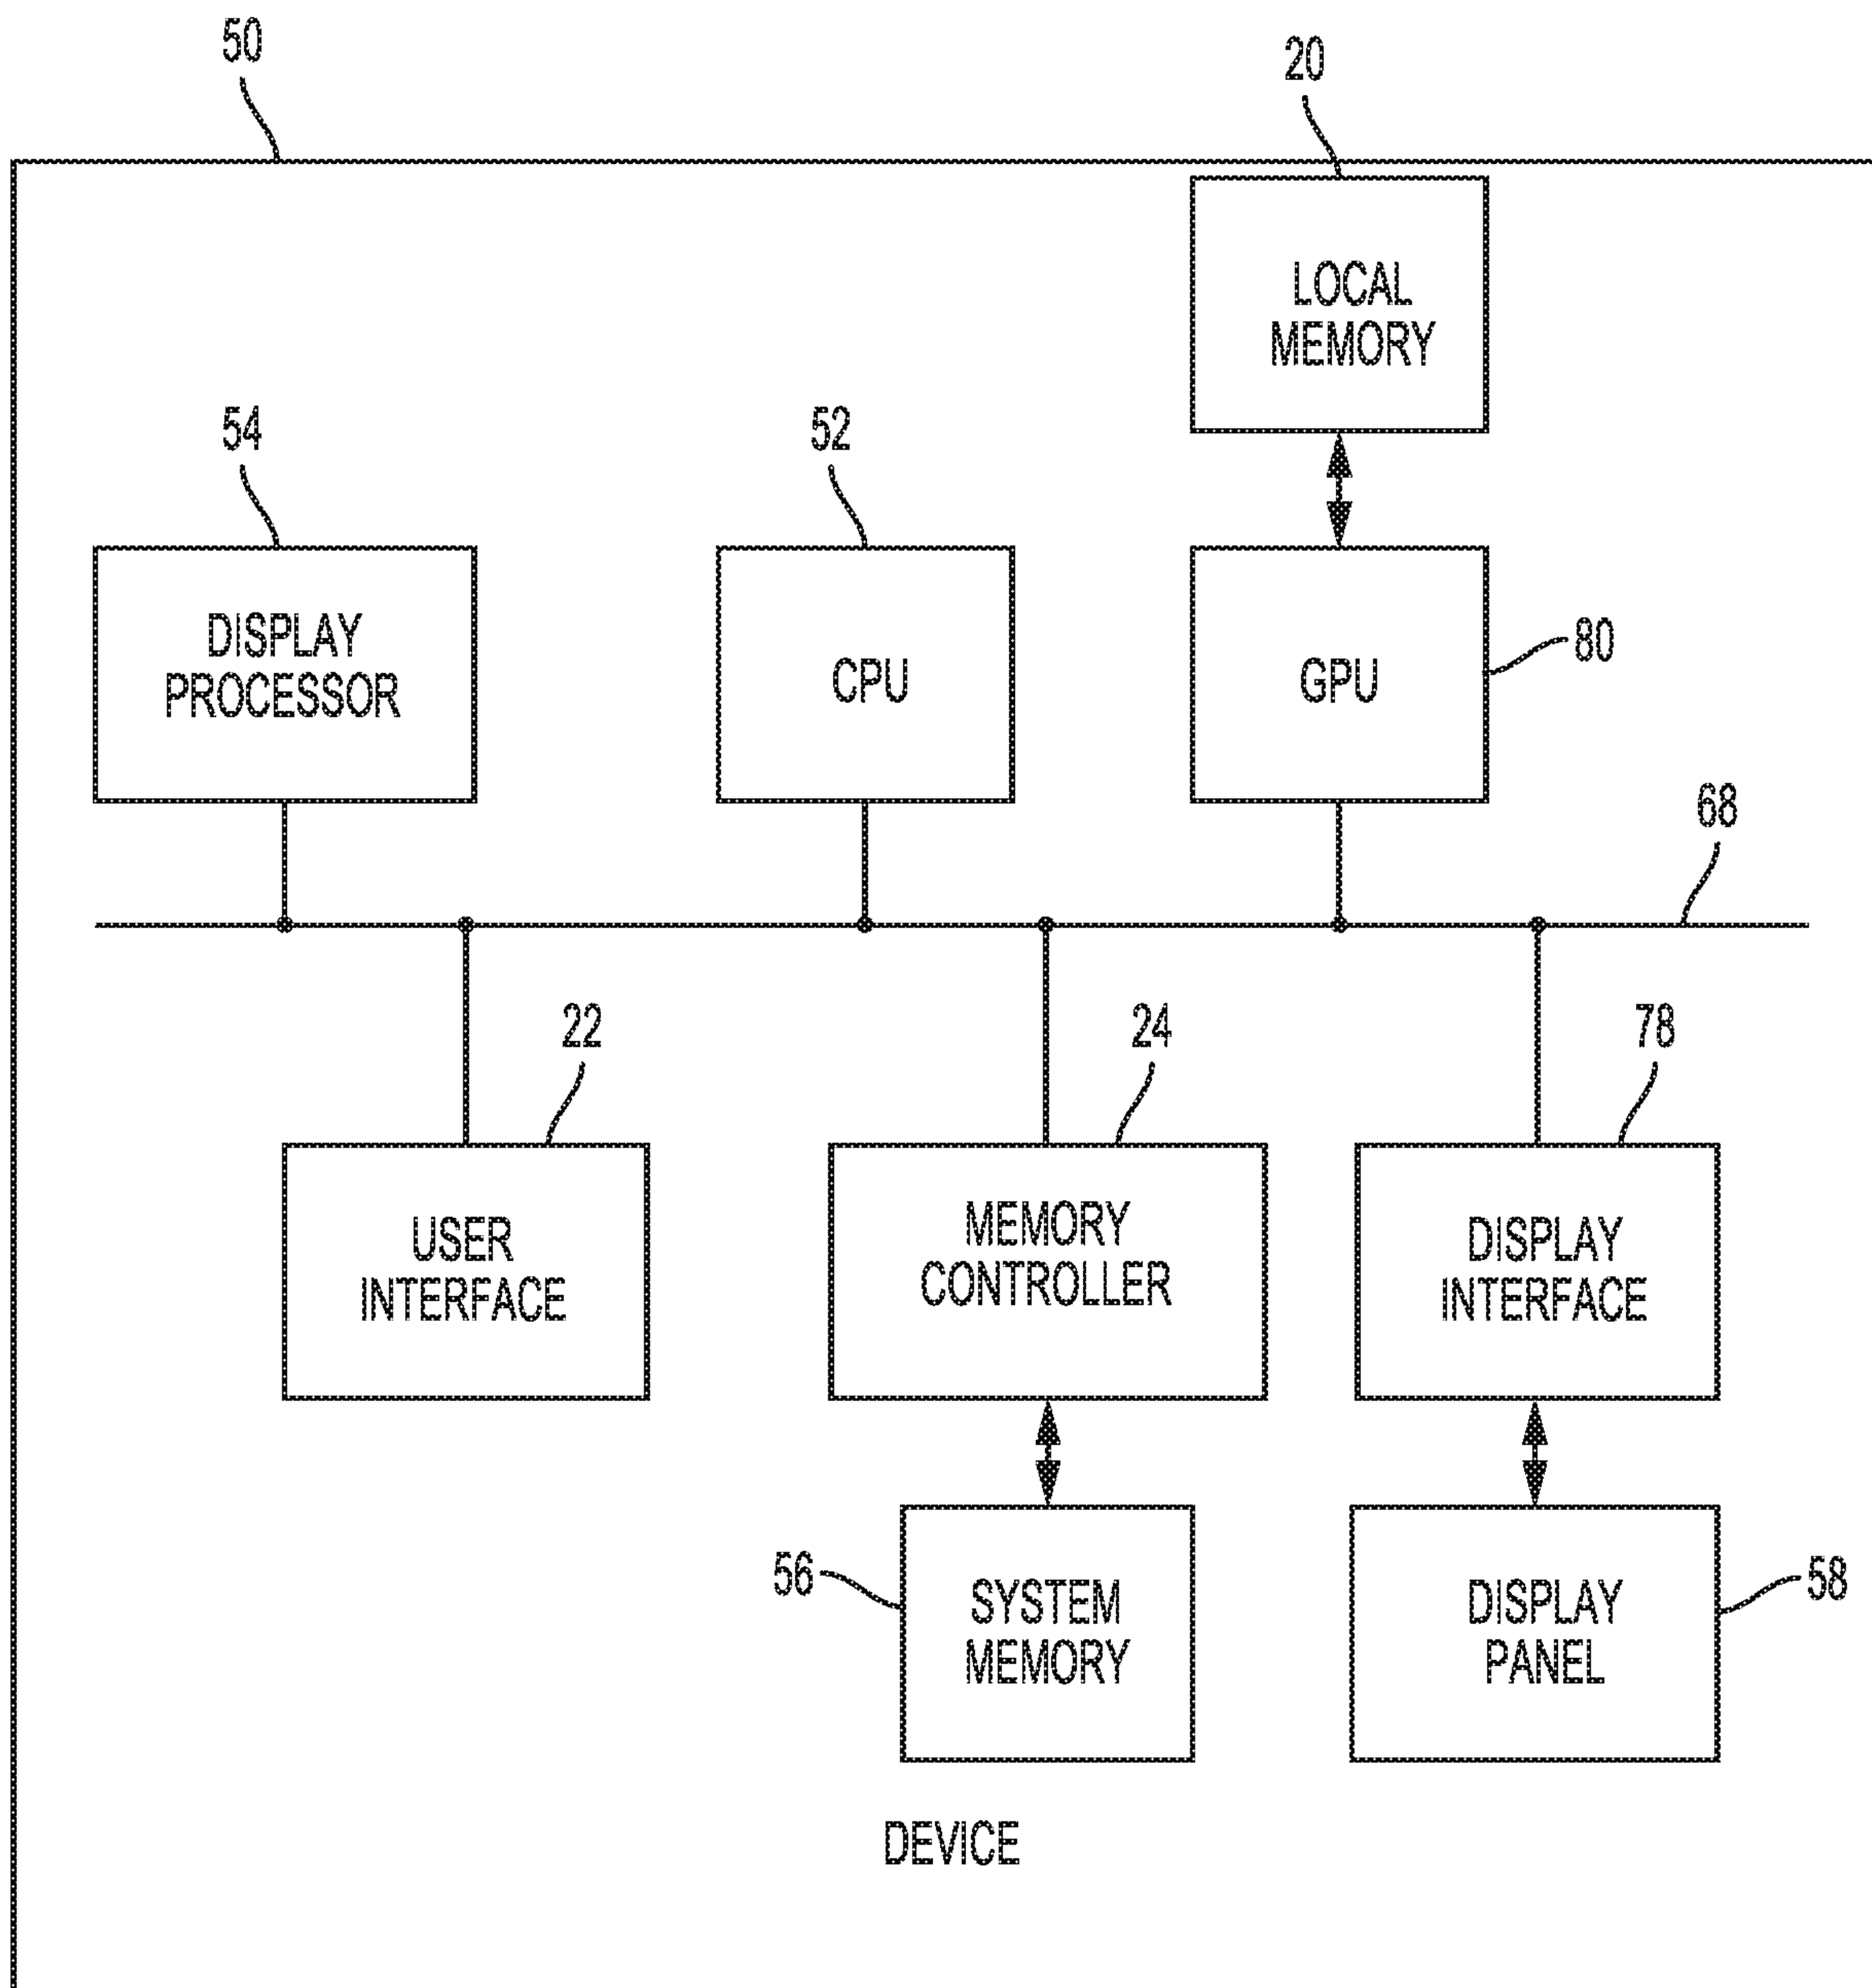 50
20
LOCAL
MEMORY
54
52
DISPLAY
PROCESSOR
CPU
GPU
80
68
22
24
78
USER
INTERFACE
MEMORY
CONTROLLER
DISPLAY
INTERFACE
56
SYSTEM
MEMORY
DISPLAY
PANEL
58
DEVICE